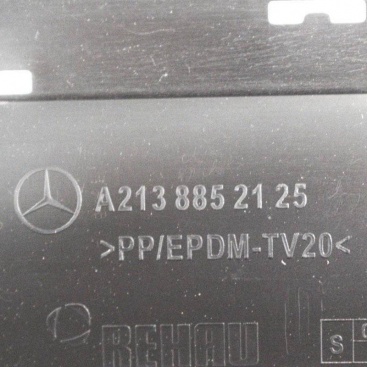 A213 885 21 25
>PP/EPDM-TV20<
REHAU
S